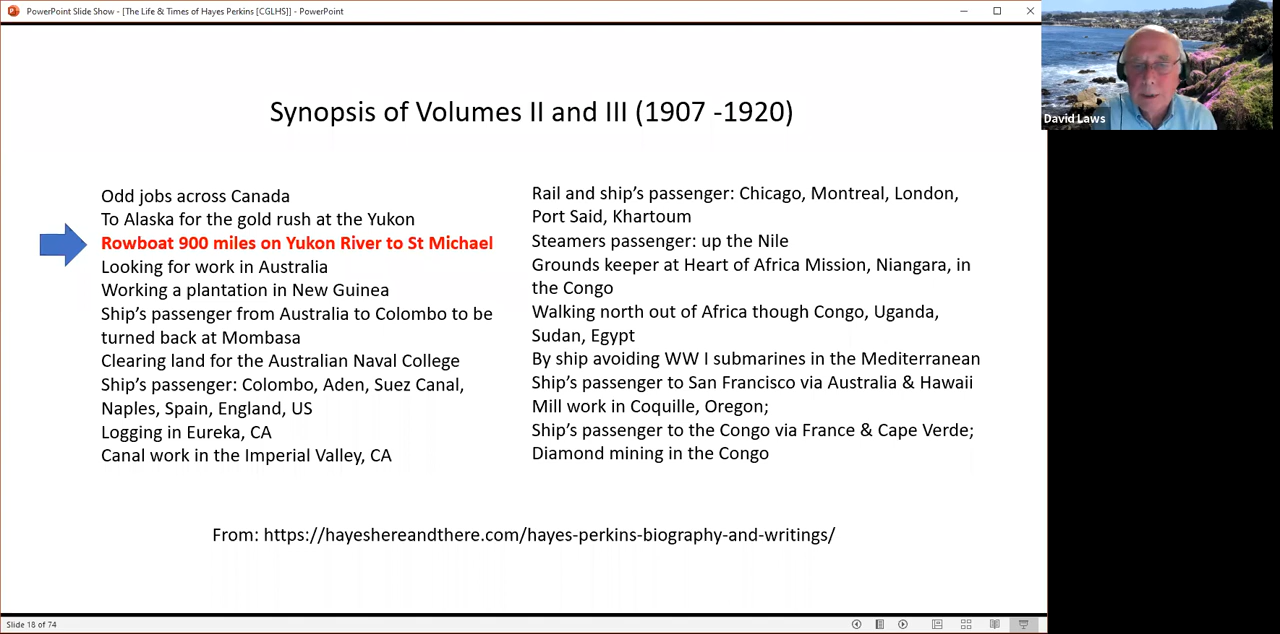 PowerPoint Slide Show - [The Life & Times of Hayes Perkins [CGLHS]] - PowerPoint
David Laws
Synopsis of Volumes II and III (1907 -1920)
Odd jobs across Canada
To Alaska for the gold rush at the Yukon
Rowboat 900 miles on Yukon River to St Michael
Looking for work in Australia
Working a plantation in New Guinea
Ship's passenger from Australia to Colombo to be
turned back at Mombasa
Clearing land for the Australian Naval College
Ship's passenger: Colombo, Aden, Suez Canal,
Naples, Spain, England, US
Logging in Eureka, CA
Canal work in the Imperial Valley, CA
Rail and ship's passenger: Chicago, Montreal, London,
Port Said, Khartoum
Steamers passenger: up the Nile
Grounds keeper at Heart of Africa Mission, Niangara, in
the Congo
Walking north out of Africa though Congo, Uganda,
Sudan, Egypt
By ship avoiding WW I submarines in the Mediterranean
Ship's passenger to San Francisco via Australia & Hawaii
Mill work in Coquille, Oregon;
Ship's passenger to the Congo via France & Cape Verde;
Diamond mining in the Congo
From: https://hayeshereandthere.com/hayes-perkins-biography-and-writings/
Slide 18 of 74